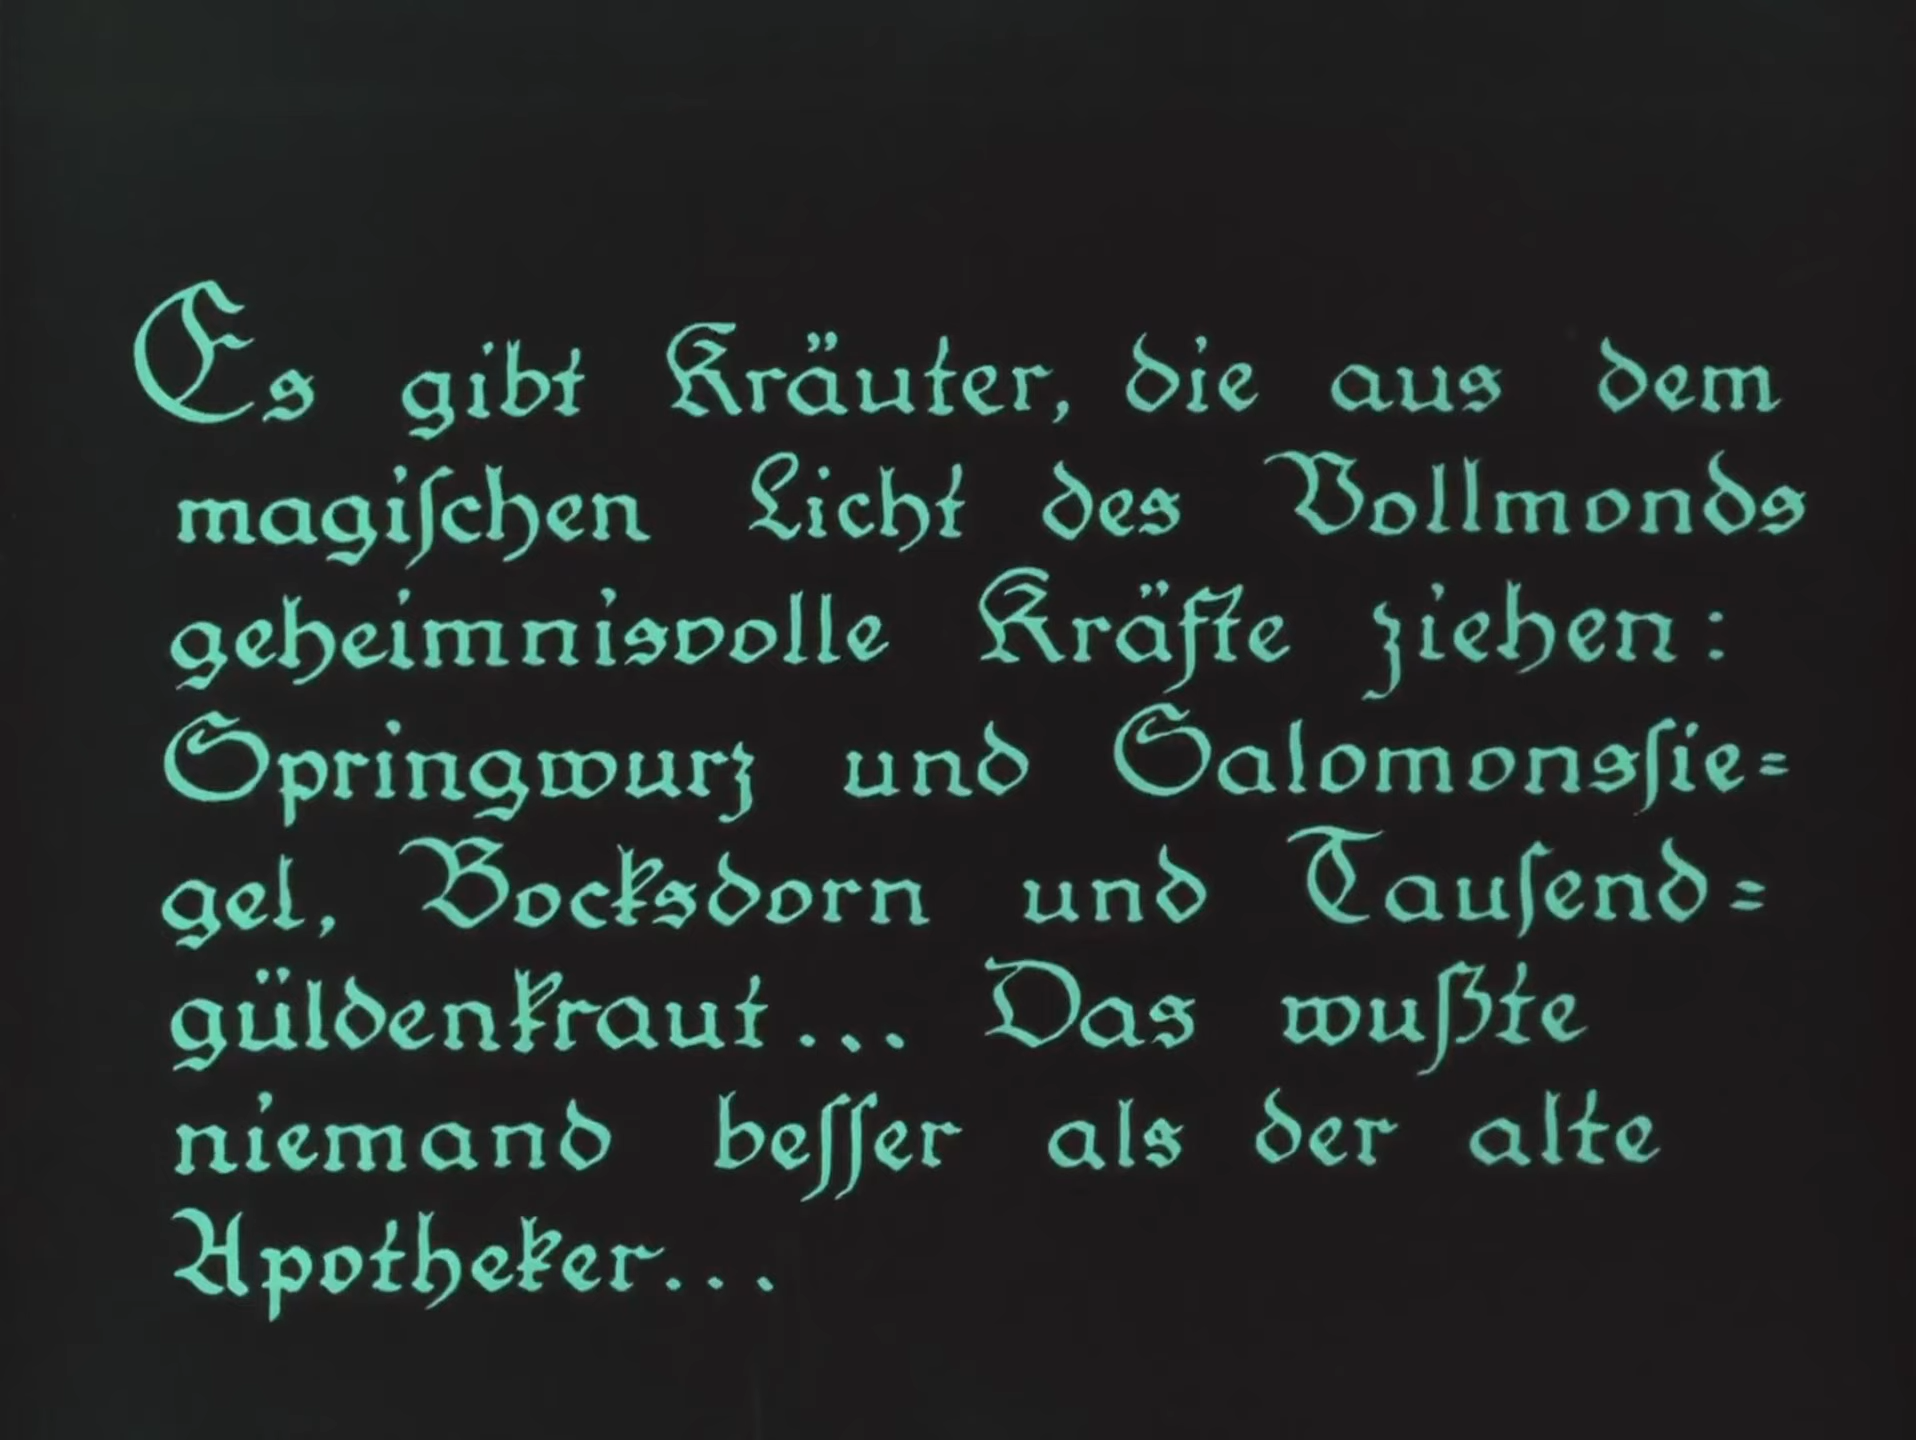 Es gibt Kräuter, die aus dem
magiſchen Licht des Vollmonds
geheimnisvolle Kräfte ziehen:
Springwurz und Salomonsſie=
gel, Bocksdorn und Tauſend=
güldenkraut... Das wußte
niemand beſſer als der alte
Apotheker...